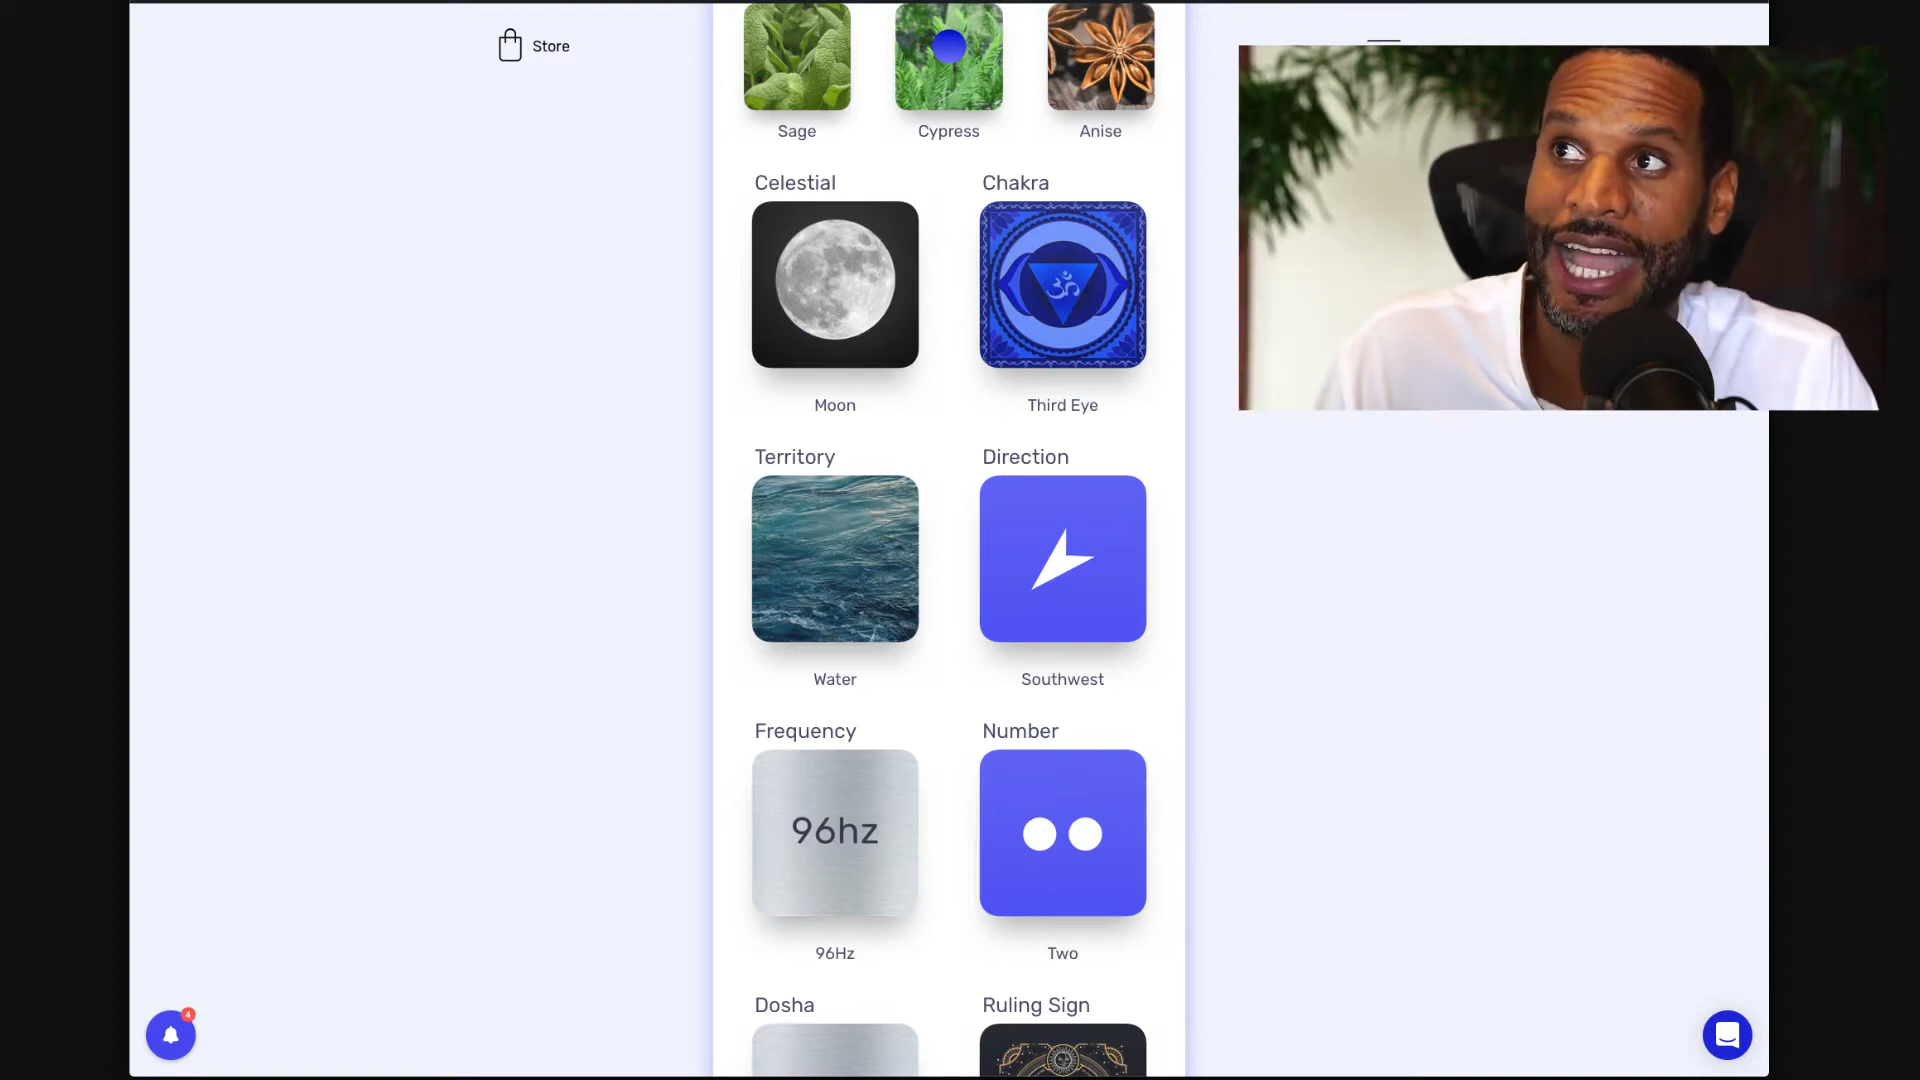 Store
Sage
Cypress
Anise
Celestial
Chakra
ॐ
Moon
Third Eye
Territory
Direction
Water
Southwest
Frequency
Number
96hz
96Hz
Two
Dosha
Ruling Sign
4